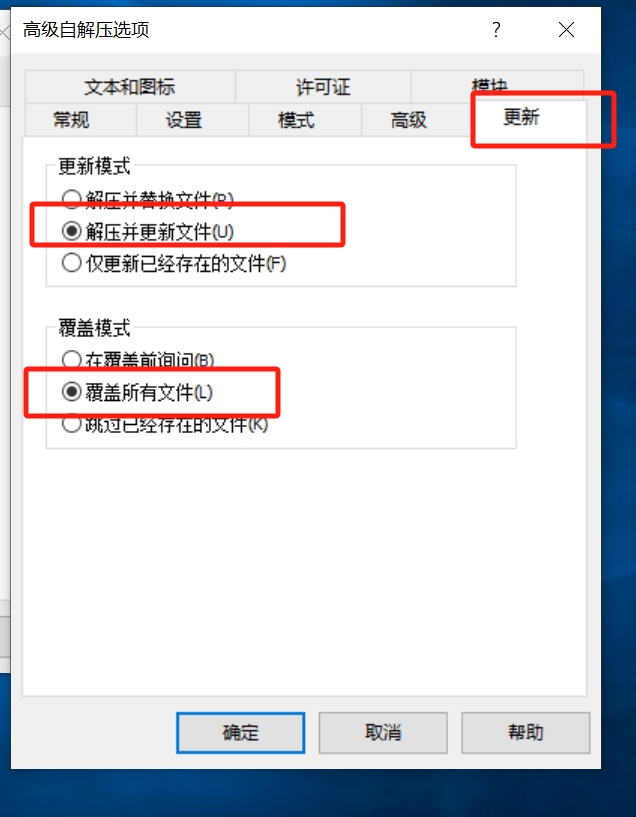 高级自解压选项
?
文本和图标 许可证 模块
常规 设置 模式 高级 更新
更新模式
解压并替换文件(R)
解压并更新文件(U)
仅更新已经存在的文件(F)
覆盖模式
在覆盖前询问(B)
覆盖所有文件(L)
跳过已经存在的文件(K)
确定 取消 帮助